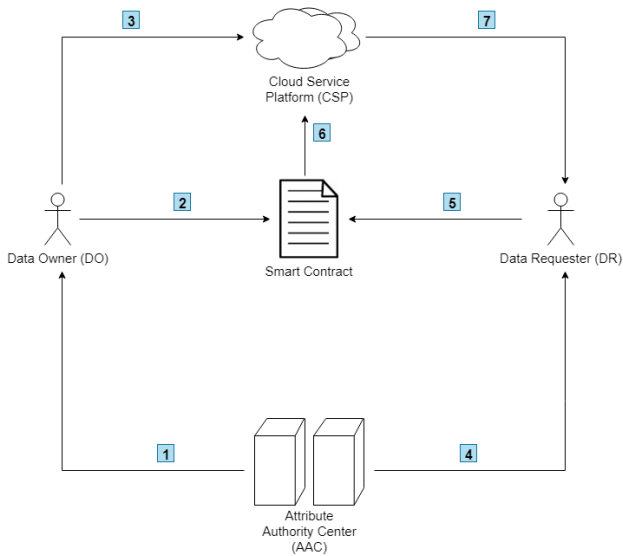 3
7
Cloud Service
Platform (CSP)
6
2
5
Data Owner (DO)
Smart Contract
Data Requester (DR)
1
4
Attribute
Authority Center
(AAC)